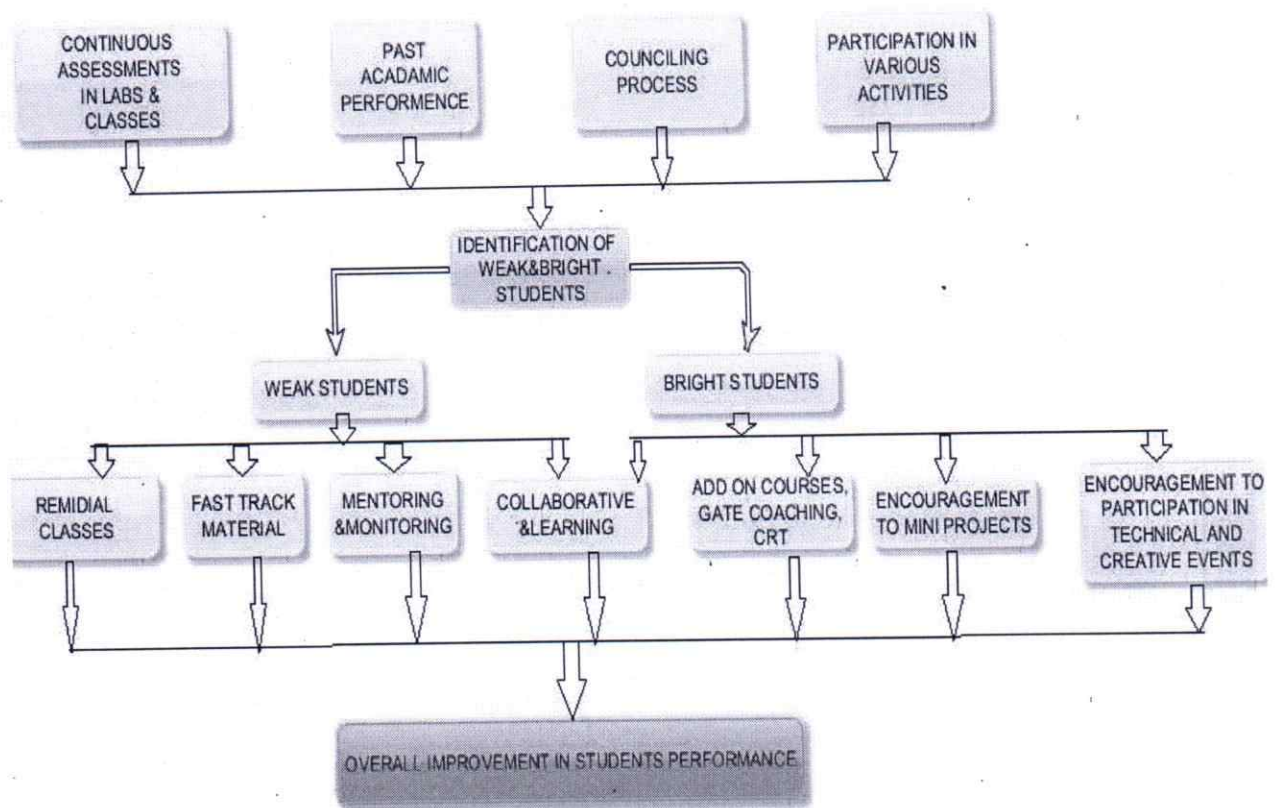 CONTINUOUS
ASSESSMENTS
IN LABS &
CLASSES
PAST
ACADAMIC
PERFORMENCE
COUNCILING
PROCESS
PARTICIPATION IN
VARIOUS
ACTIVITIES
IDENTIFICATION OF
WEAK&BRIGHT .
STUDENTS
WEAK STUDENTS
BRIGHT STUDENTS
REMIDIAL
CLASSES
FAST TRACK
MATERIAL
MENTORING
&MONITORING
COLLABORATIVE
&LEARNING
ADD ON COURSES,
GATE COACHING,
CRT
ENCOURAGEMENT
TO MINI PROJECTS
ENCOURAGEMENT TO
PARTICIPATION IN
TECHNICAL AND
CREATIVE EVENTS
OVERALL IMPROVEMENT IN STUDENTS PERFORMANCE